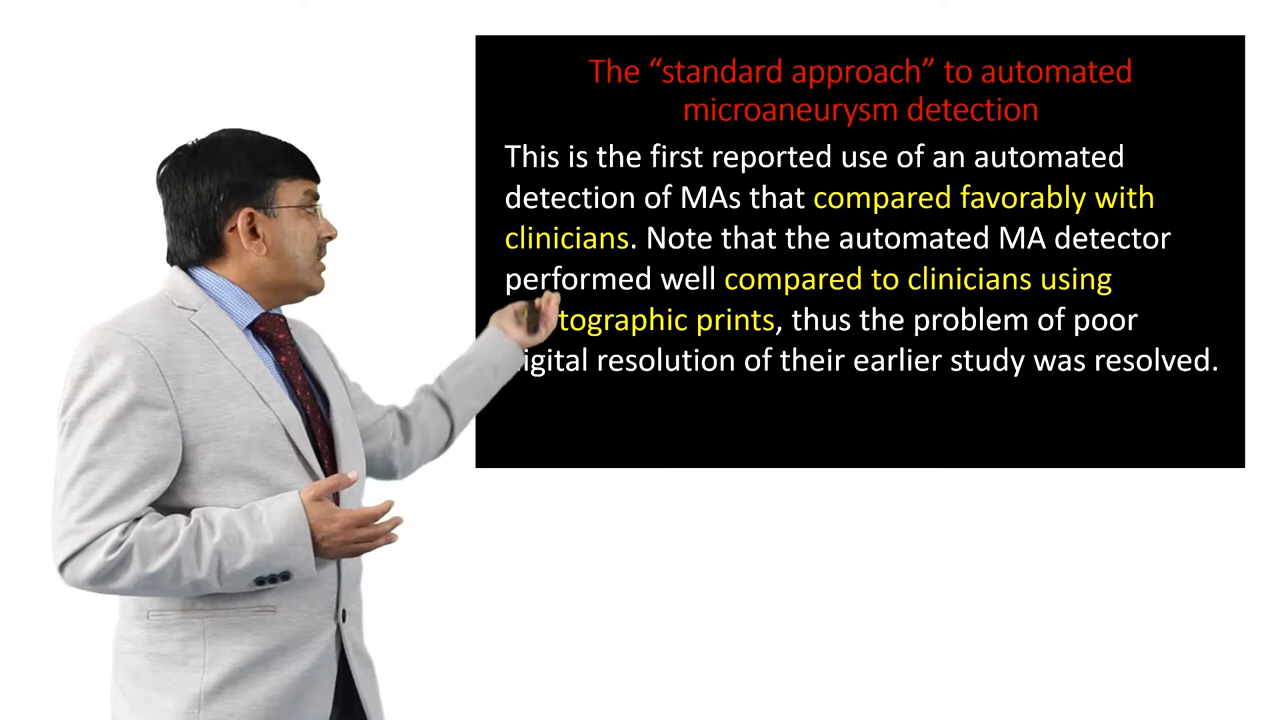 The “standard approach” to automated
microaneurysm detection
This is the first reported use of an automated
detection of MAs that compared favorably with
clinicians. Note that the automated MA detector
performed well compared to clinicians using
prints, thus the problem of poor
resolution of their earlier study was resolved.